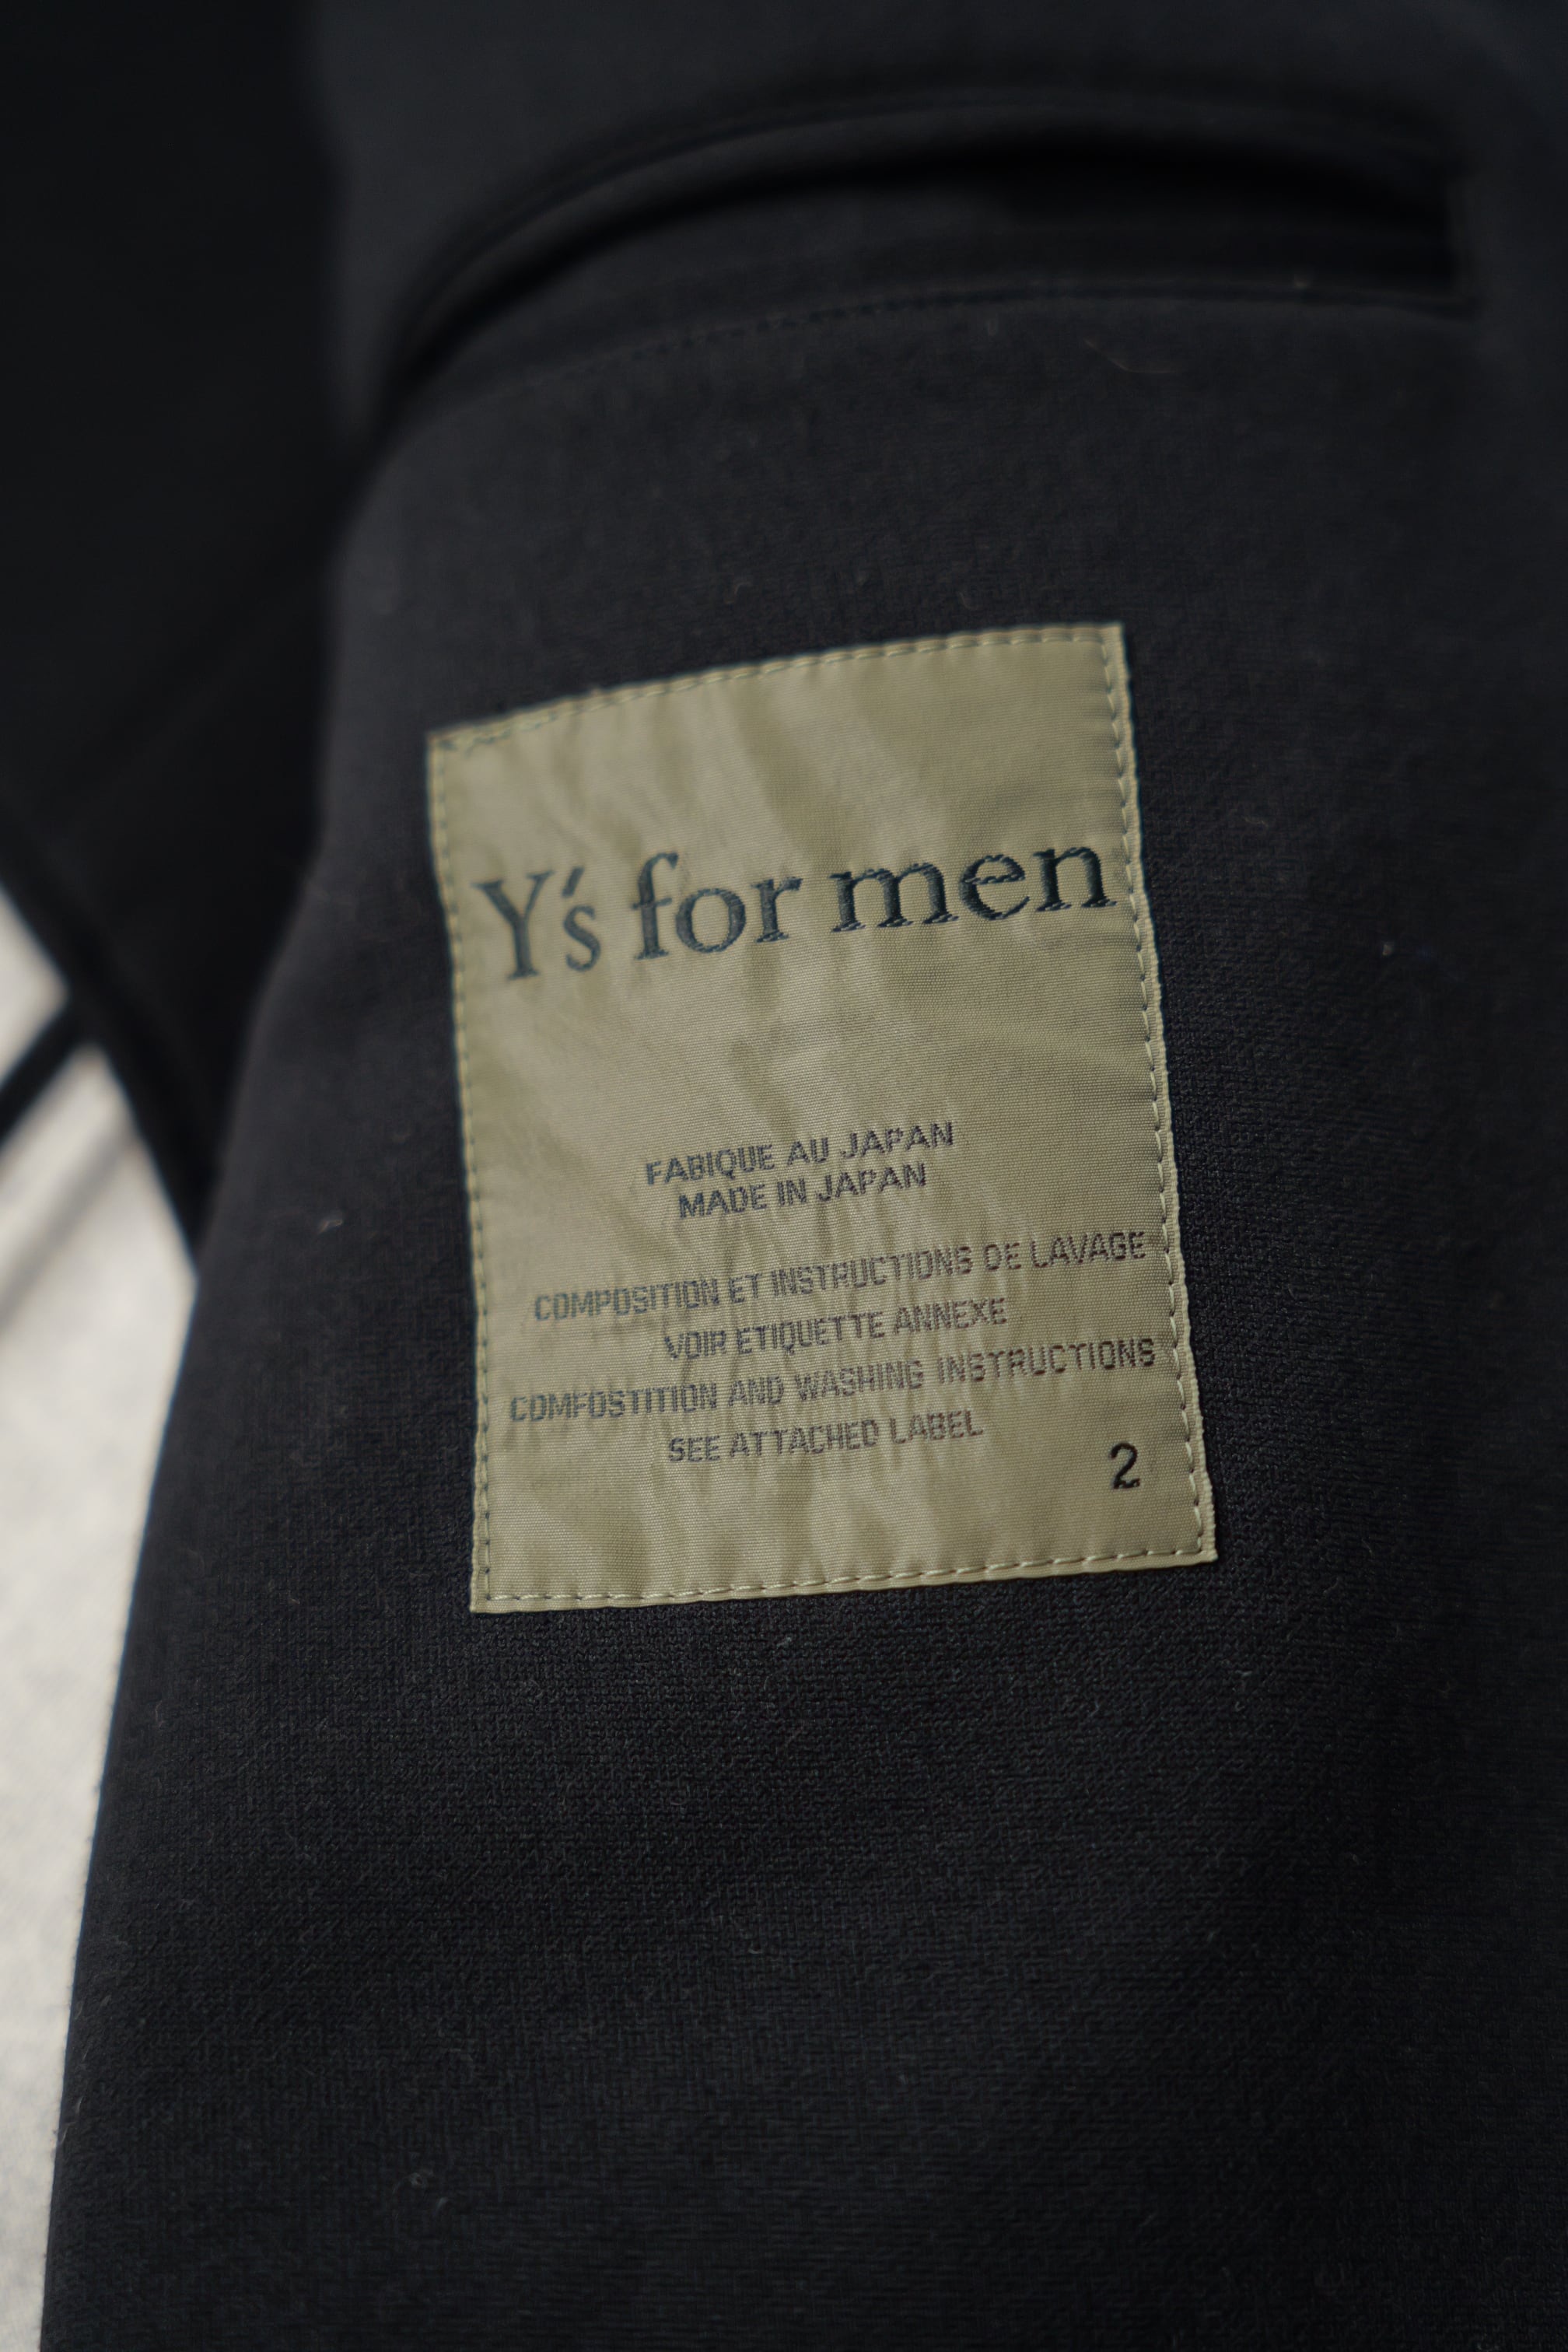 Y's for men
FABIQUE AU JAPAN
MADE IN JAPAN
COMPOSITION ET INSTRUCTIONS DE LAVAGE
VOIR ETIQUETTE ANNEXE
COMFOSTITION AND WASHING INSTRUCTIONS
SEE ATTACHED LABEL
2